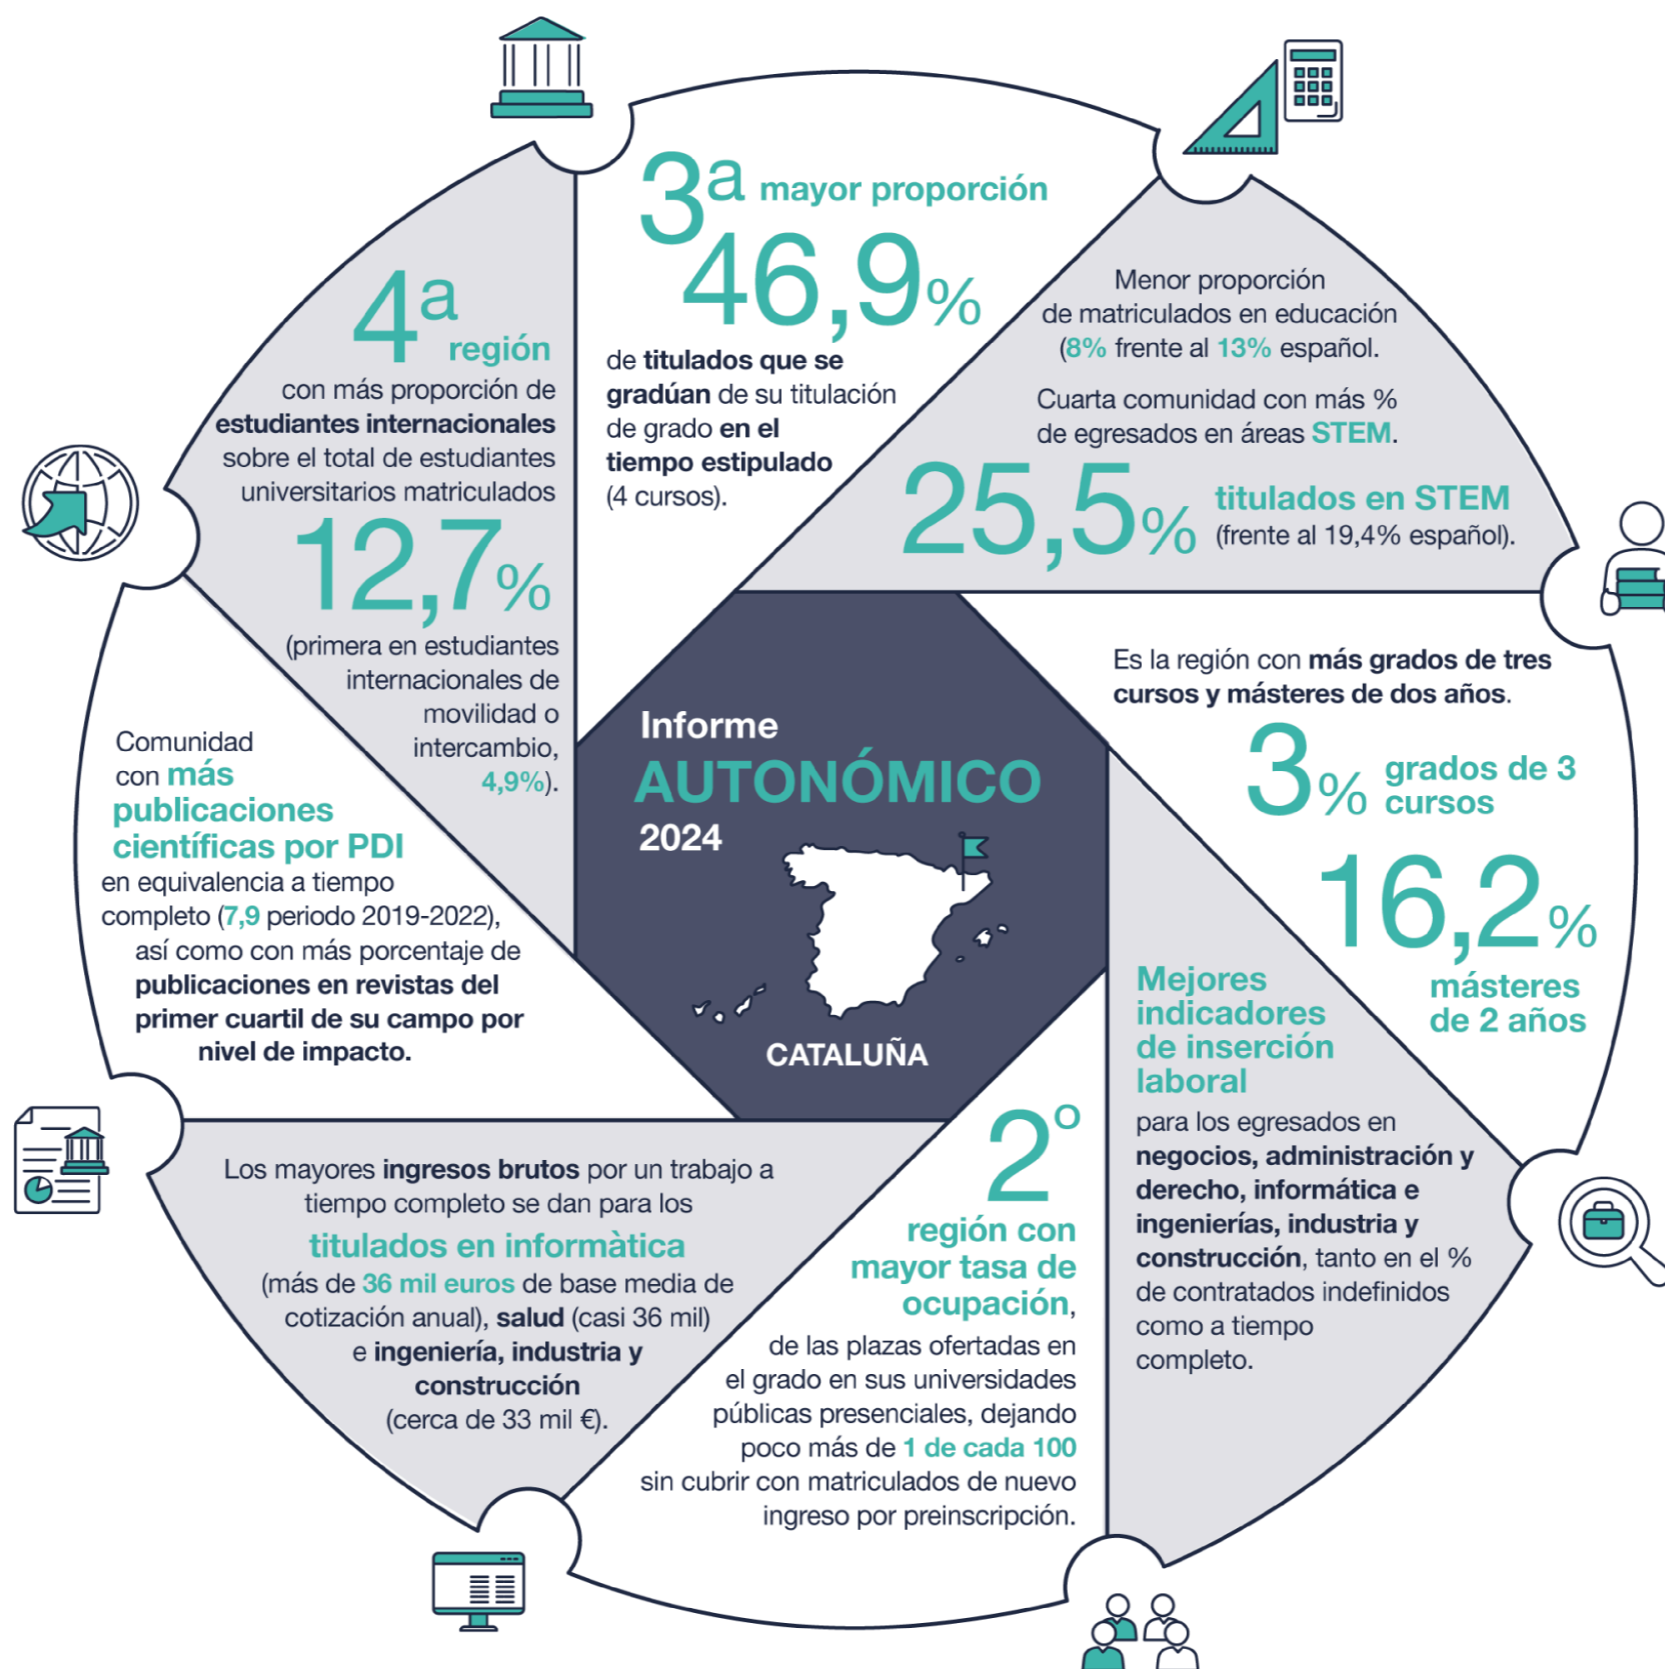 3ª mayor proporción
46,9%
de titulados que se
gradúan de su titulación
de grado en el
tiempo estipulado
(4 cursos).
Menor proporción
de matriculados en educación
(8% frente al 13% español.
Cuarta comunidad con más %
de egresados en áreas STEM.
25,5% titulados en STEM
(frente al 19,4% español).
Es la región con más grados de tres
cursos y másteres de dos años.
3% grados de 3
cursos
16,2%
másteres
de 2 años
Mejores
indicadores
de inserción
laboral
para los egresados en
negocios, administración y
derecho, informática e
ingenierías, industria y
construcción, tanto en el %
de contratados indefinidos
como a tiempo
completo.
2º
región con
mayor tasa de
ocupación,
de las plazas ofertadas en
el grado en sus universidades
públicas presenciales, dejando
poco más de 1 de cada 100
sin cubrir con matriculados de nuevo
ingreso por preinscripción.
Los mayores ingresos brutos por un trabajo a
tiempo completo se dan para los
titulados en informàtica
(más de 36 mil euros de base media de
cotización anual), salud (casi 36 mil)
e ingeniería, industria y
construcción
(cerca de 33 mil €).
Comunidad
con más
publicaciones
científicas por PDI
en equivalencia a tiempo
completo (7,9 periodo 2019-2022),
así como con más porcentaje de
publicaciones en revistas del
primer cuartil de su campo por
nivel de impacto.
4ª
región
con más proporción de
estudiantes internacionales
sobre el total de estudiantes
universitarios matriculados
12,7%
(primera en estudiantes
internacionales de
movilidad o
intercambio,
4,9%).
Informe
AUTONÓMICO
2024
CATALUÑA